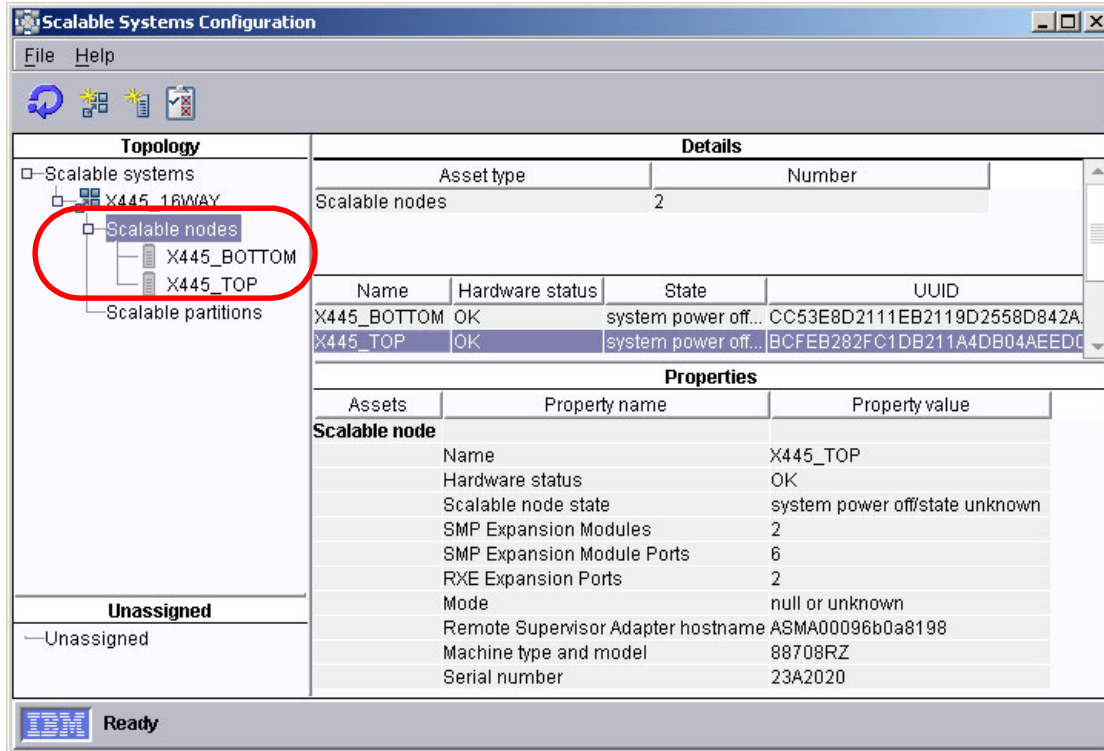 Scalable Systems Configuration
File Help
Topology
Scalable systems
X445_16WAY
Scalable nodes
X445_BOTTOM
X445_TOP
Scalable partitions
Unassigned
Unassigned
Details
Asset type Number
Scalable nodes 2
Name Hardware status State UUID
X445_BOTTOM OK system power off... CC53E8D2111EB2119D2558D842A
X445_TOP OK system power off... BCFEB282FC1DB211A4DB04AEED
Properties
Assets Property name Property value
Scalable node
Name X445_TOP
Hardware status OK
Scalable node state system power off/state unknown
SMP Expansion Modules 2
SMP Expansion Module Ports 6
RXE Expansion Ports 2
Mode null or unknown
Remote Supervisor Adapter hostname ASMA00096b0a8198
Machine type and model 88708RZ
Serial number 23A2020
IBM Ready